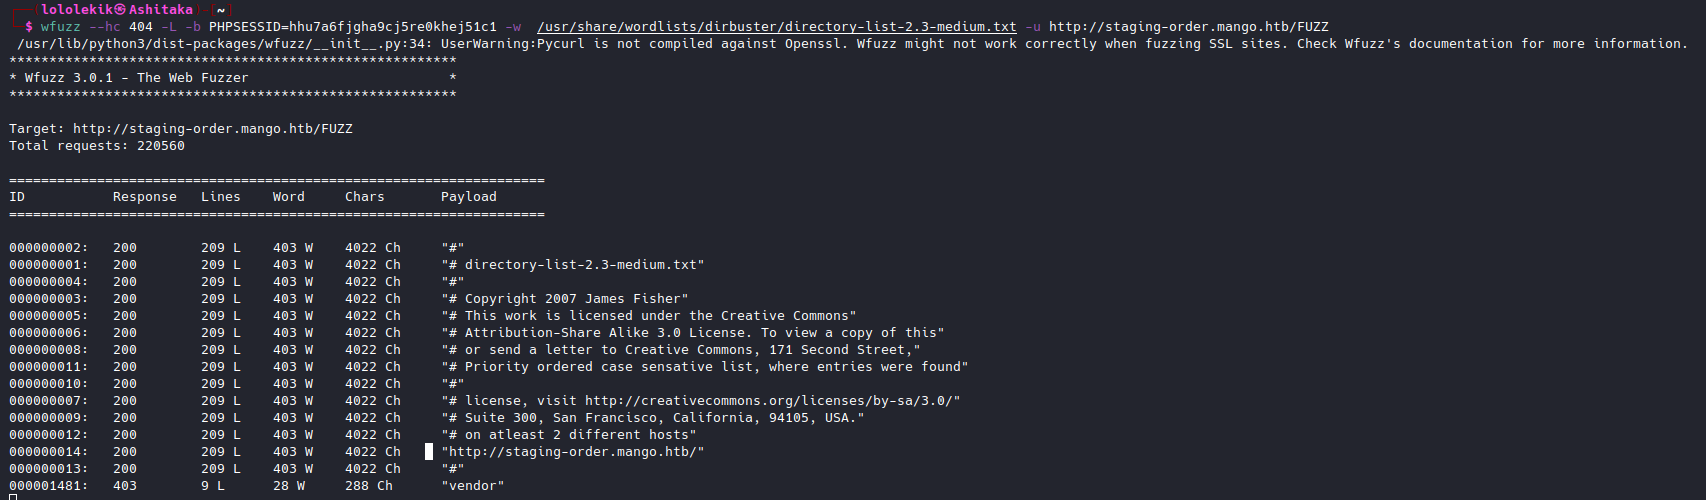 (lololekik㉿Ashitaka)-[~]
$ wfuzz --hc 404 -L -b PHPSESSID=hhu7a6fjgha9cj5re0khej51c1 -w  /usr/share/wordlists/dirbuster/directory-list-2.3-medium.txt -u http://staging-order.mango.htb/FUZZ
 /usr/lib/python3/dist-packages/wfuzz/__init__.py:34: UserWarning:Pycurl is not compiled against Openssl. Wfuzz might not work correctly when fuzzing SSL sites. Check Wfuzz's documentation for more information.
********************************************************
* Wfuzz 3.0.1 - The Web Fuzzer                         *
********************************************************
Target: http://staging-order.mango.htb/FUZZ
Total requests: 220560
===================================================================
ID           Response   Lines    Word     Chars       Payload
===================================================================
000000002:   200        209 L    403 W    4022 Ch     "#"
000000001:   200        209 L    403 W    4022 Ch     "# directory-list-2.3-medium.txt"
000000004:   200        209 L    403 W    4022 Ch     "#"
000000003:   200        209 L    403 W    4022 Ch     "# Copyright 2007 James Fisher"
000000005:   200        209 L    403 W    4022 Ch     "# This work is licensed under the Creative Commons"
000000006:   200        209 L    403 W    4022 Ch     "# Attribution-Share Alike 3.0 License. To view a copy of this"
000000008:   200        209 L    403 W    4022 Ch     "# or send a letter to Creative Commons, 171 Second Street,"
000000011:   200        209 L    403 W    4022 Ch     "# Priority ordered case sensative list, where entries were found"
000000010:   200        209 L    403 W    4022 Ch     "#"
000000007:   200        209 L    403 W    4022 Ch     "# license, visit http://creativecommons.org/licenses/by-sa/3.0/"
000000009:   200        209 L    403 W    4022 Ch     "# Suite 300, San Francisco, California, 94105, USA."
000000012:   200        209 L    403 W    4022 Ch     "# on atleast 2 different hosts"
000000014:   200        209 L    403 W    4022 Ch     "http://staging-order.mango.htb/"
000000013:   200        209 L    403 W    4022 Ch     "#"
000001481:   403        9 L      28 W     288 Ch      "vendor"